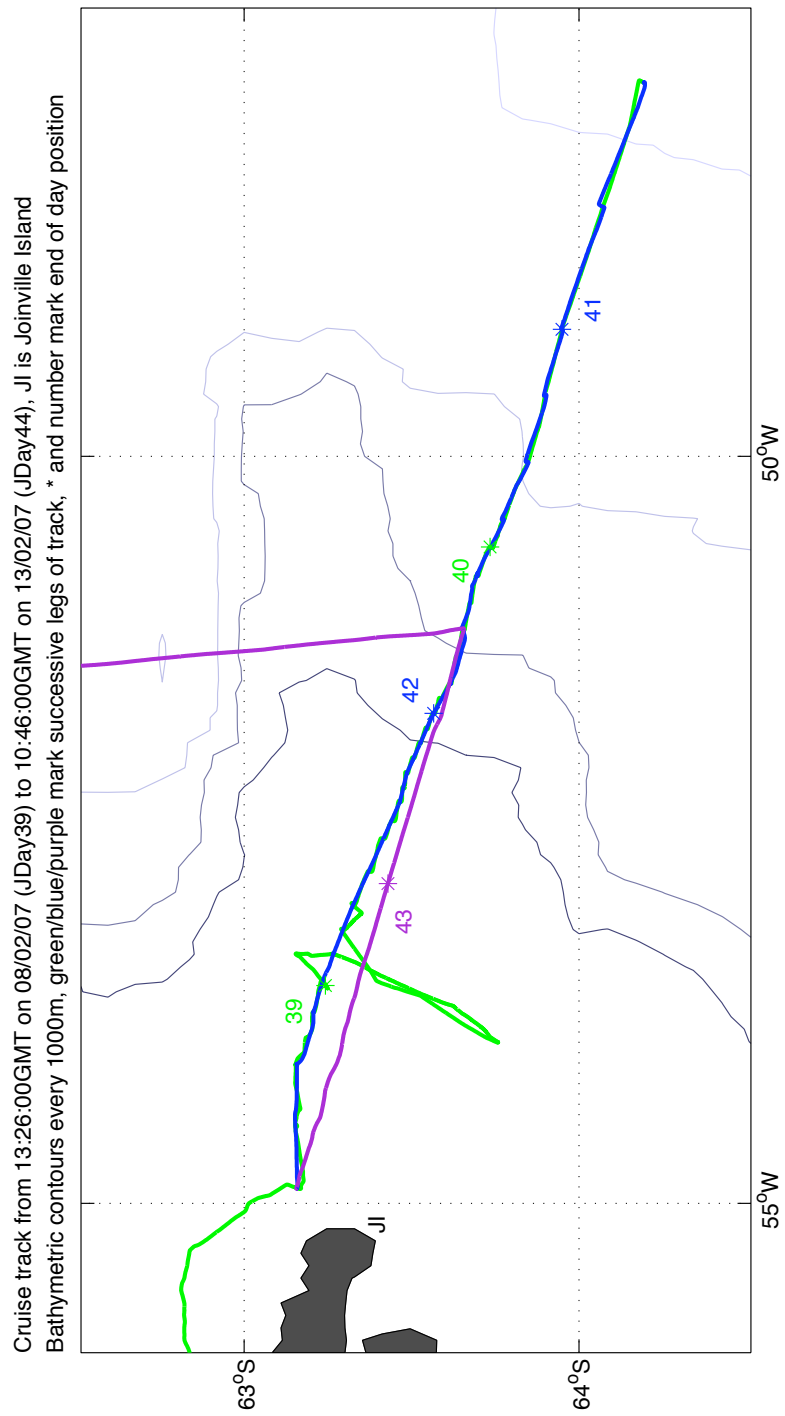 Cruise track from 13:26:00GMT on 08/02/07 (JDay39) to 10:46:00GMT on 13/02/07 (JDay44), JI is Joinville Island
Bathymetric contours every 1000m, green/blue/purple mark successive legs of track, * and number mark end of day position
63°S
64°S
55°W
50°W
JI
39
43
42
40
41